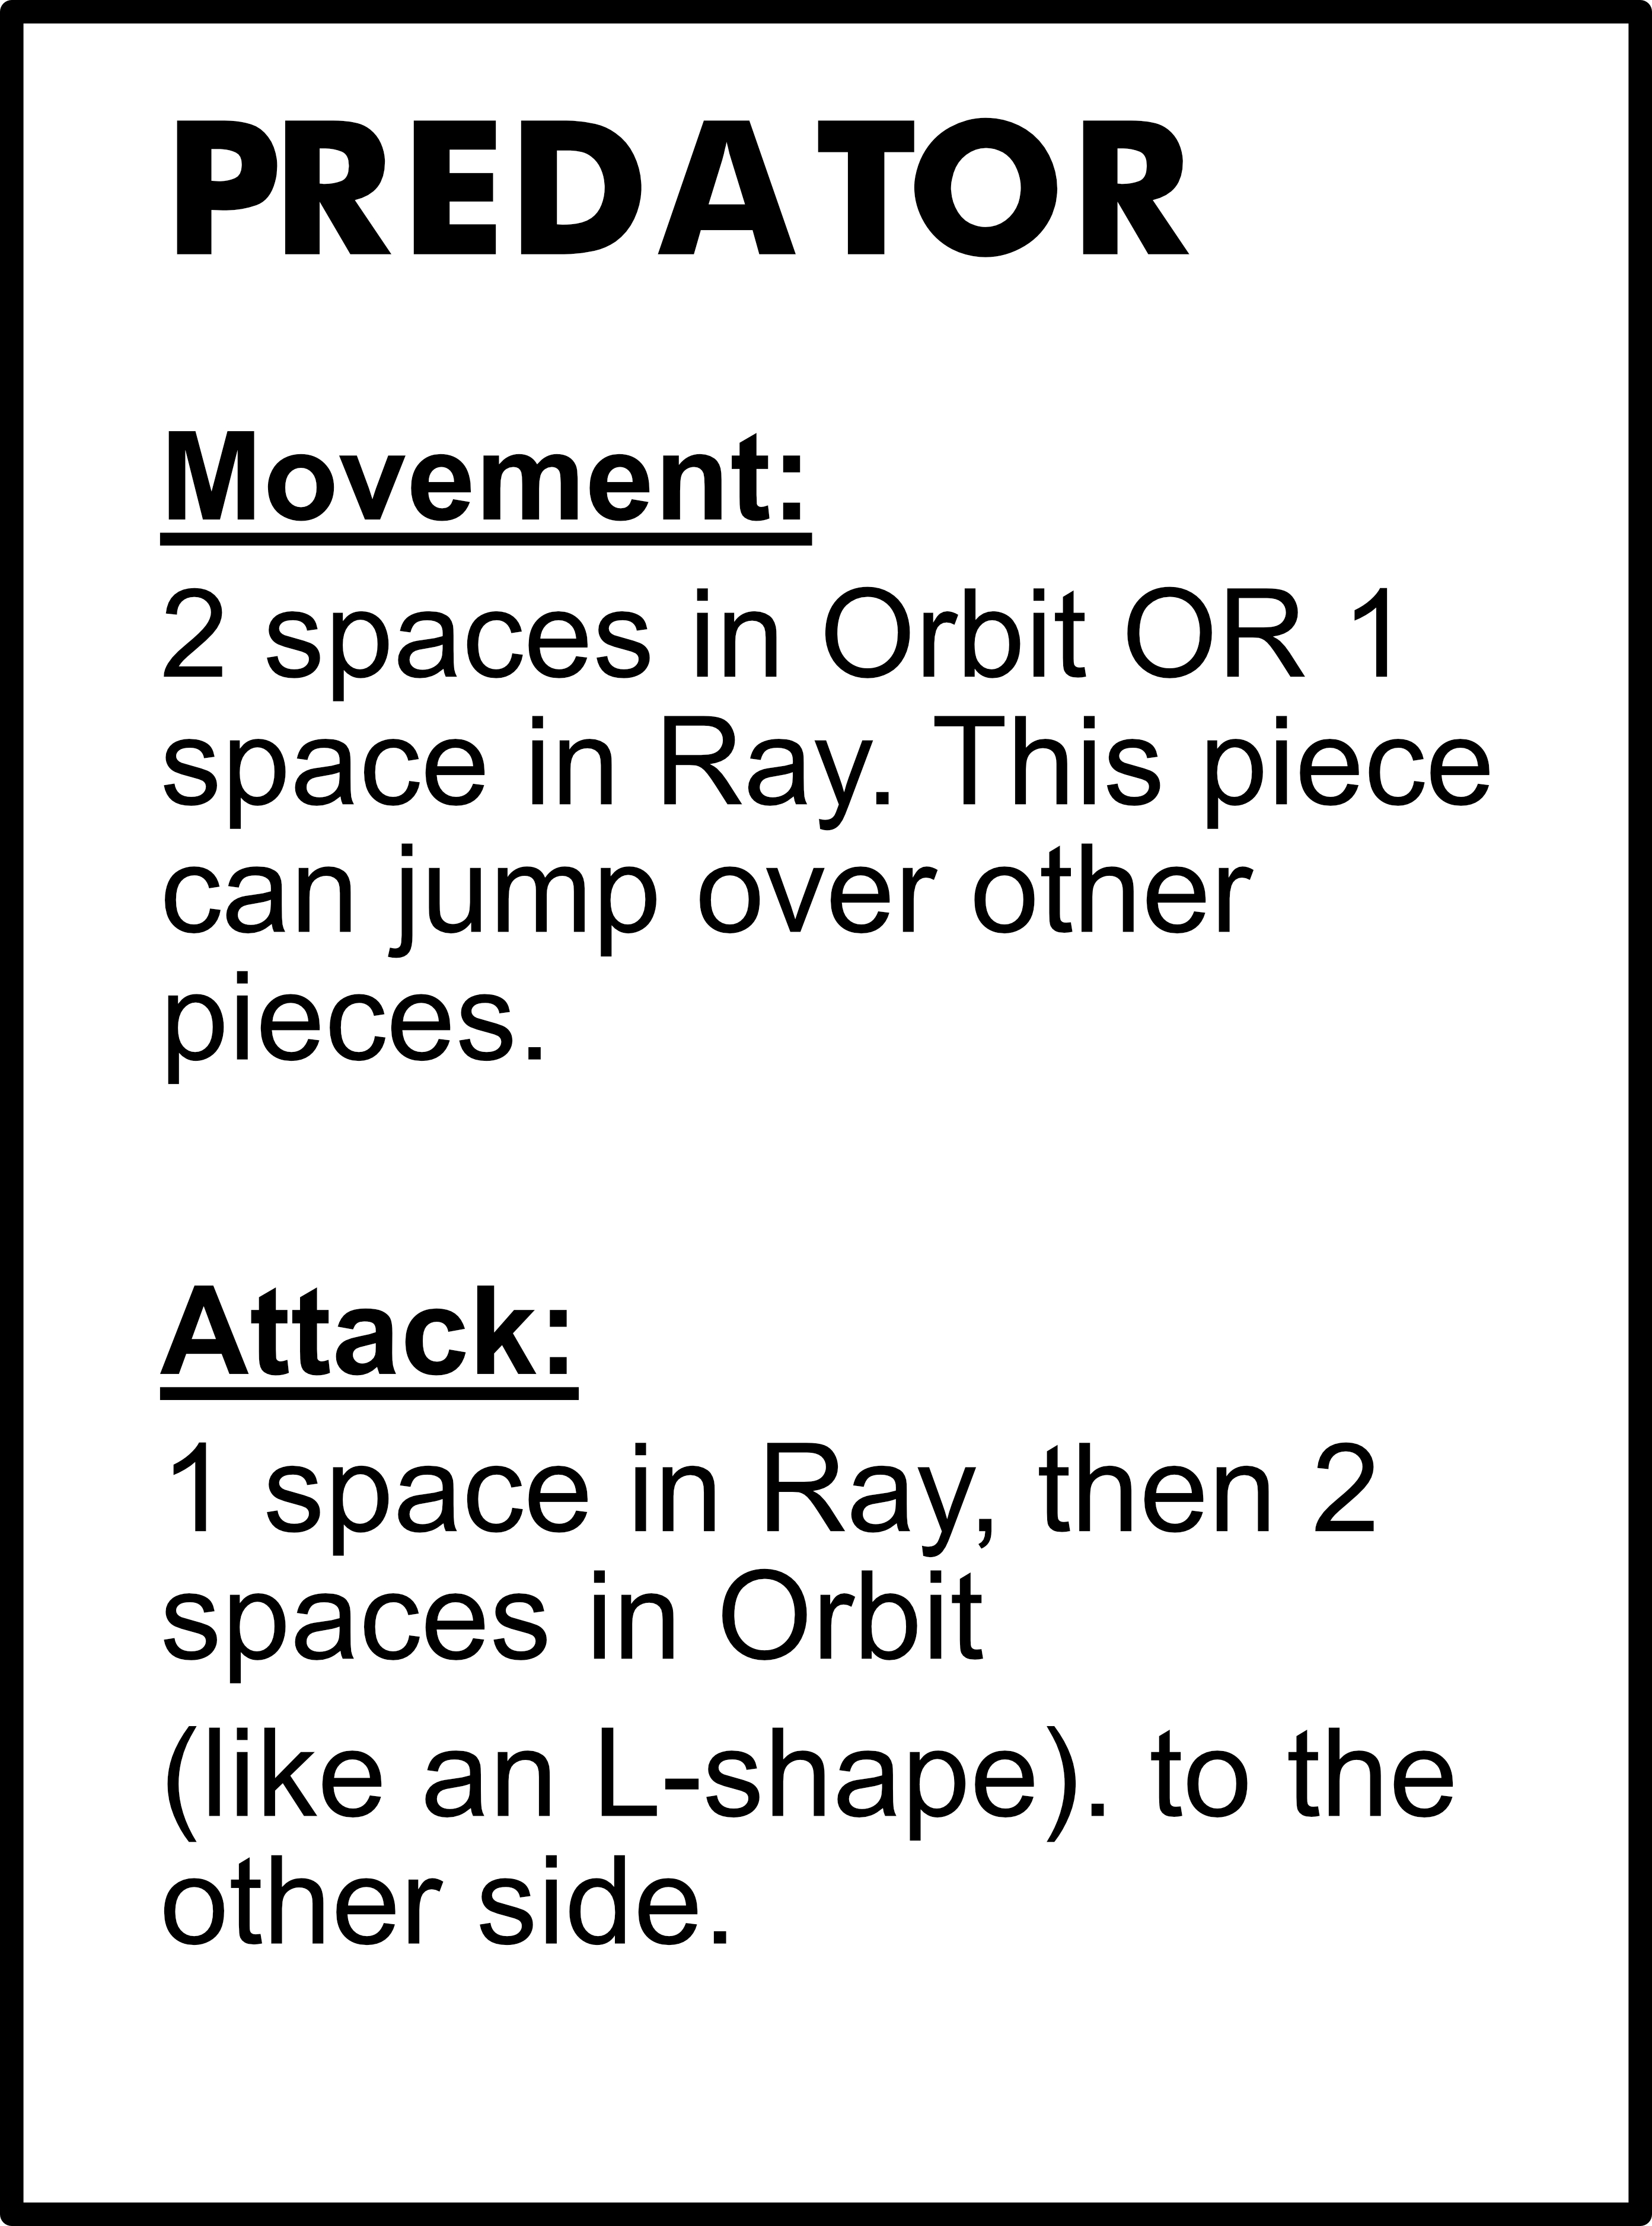 PREDATOR
Movement:
2 spaces in Orbit OR 1
space in Ray. This piece
can jump over other
pieces.
Attack:
1 space in Ray, then 2
spaces in Orbit
(like an L-shape). to the
other side.